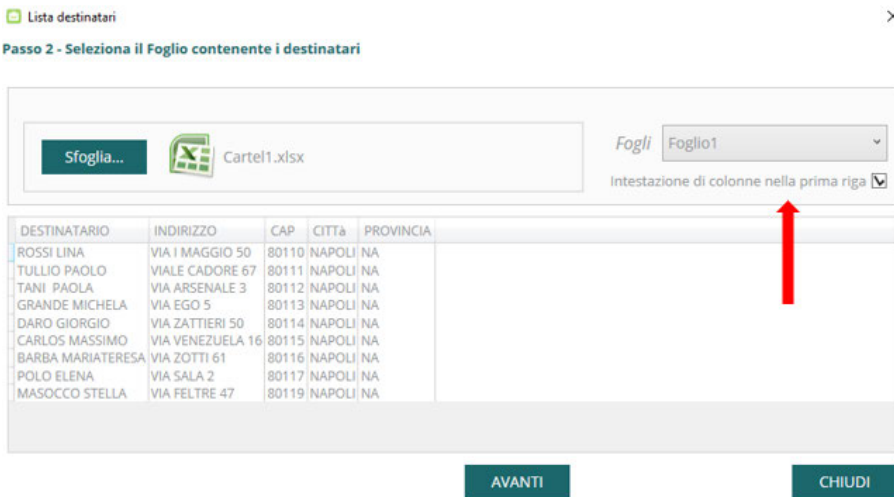 Lista destinatari
Passo 2 - Seleziona il Foglio contenente i destinatari
Sfoglia...
Cartel1.xlsx
Fogli Foglio1
Intestazione di colonne nella prima riga
DESTINATARIO INDIRIZZO CAP CITTà PROVINCIA
ROSSI LINA VIA I MAGGIO 50 80110 NAPOLI NA
TULLIO PAOLO VIALE CADORE 67 80111 NAPOLI NA
TANI PAOLA VIA ARSENALE 3 80112 NAPOLI NA
GRANDE MICHELA VIA EGO 5 80113 NAPOLI NA
DARO GIORGIO VIA ZATTIERI 50 80114 NAPOLI NA
CARLOS MASSIMO VIA VENEZUELA 16 80115 NAPOLI NA
BARBA MARIATERESA VIA ZOTTI 61 80116 NAPOLI NA
POLO ELENA VIA SALA 2 80117 NAPOLI NA
MASOCCO STELLA VIA FELTRE 47 80119 NAPOLI NA
AVANTI
CHIUDI